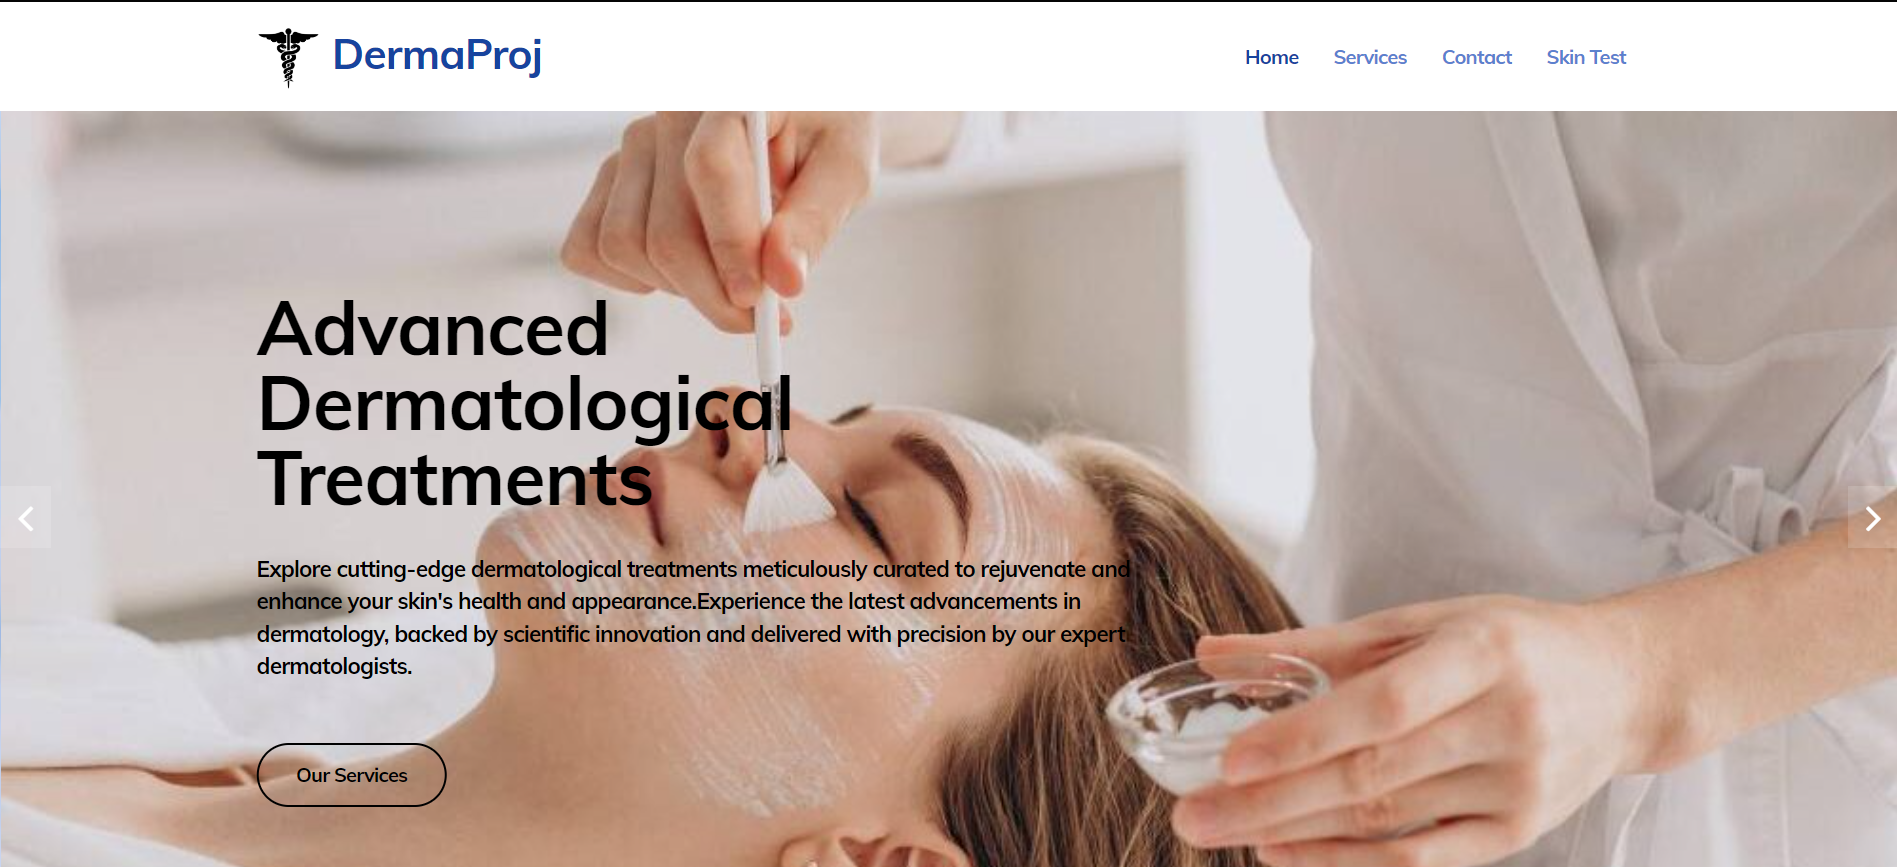 DermaProj
Home Services Contact Skin Test
Advanced
Dermatological
Treatments
Explore cutting-edge dermatological treatments meticulously curated to rejuvenate and
enhance your skin's health and appearance.Experience the latest advancements in
dermatology, backed by scientific innovation and delivered with precision by our expert
dermatologists.
Our Services